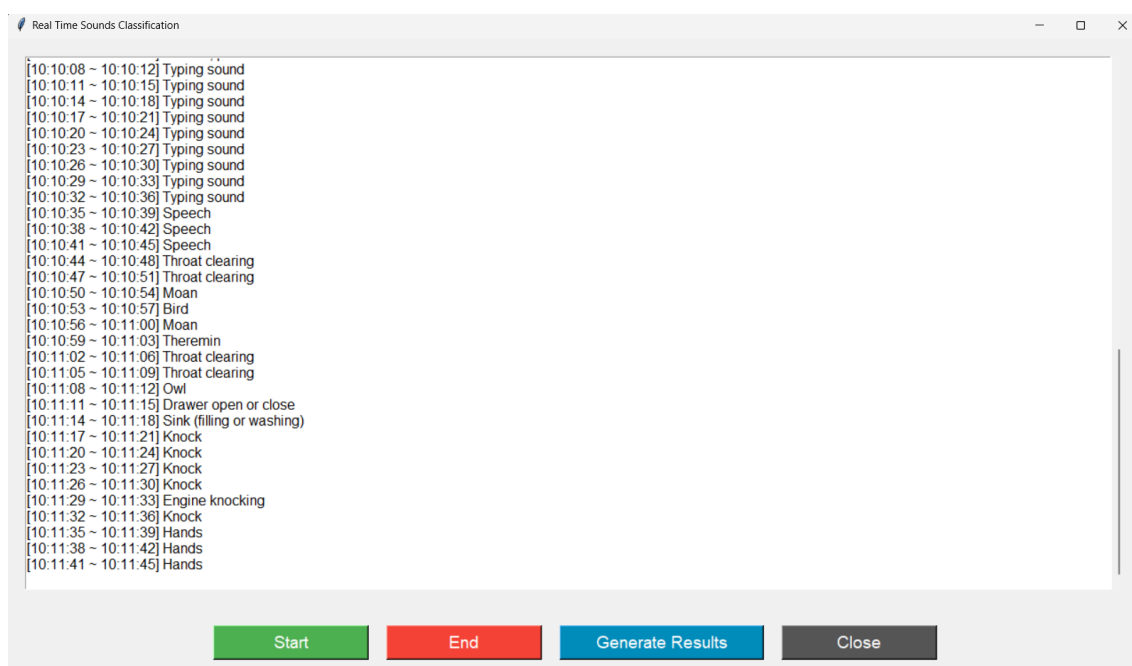 Real Time Sounds Classification
[10:10:08 ~ 10:10:12] Typing sound
[10:10:11 ~ 10:10:15] Typing sound
[10:10:14 ~ 10:10:18] Typing sound
[10:10:17 ~ 10:10:21] Typing sound
[10:10:20 ~ 10:10:24] Typing sound
[10:10:23 ~ 10:10:27] Typing sound
[10:10:26 ~ 10:10:30] Typing sound
[10:10:29 ~ 10:10:33] Typing sound
[10:10:32 ~ 10:10:36] Typing sound
[10:10:35 ~ 10:10:39] Speech
[10:10:38 ~ 10:10:42] Speech
[10:10:41 ~ 10:10:45] Speech
[10:10:44 ~ 10:10:48] Throat clearing
[10:10:47 ~ 10:10:51] Throat clearing
[10:10:50 ~ 10:10:54] Moan
[10:10:53 ~ 10:10:57] Bird
[10:10:56 ~ 10:11:00] Moan
[10:10:59 ~ 10:11:03] Theremin
[10:11:02 ~ 10:11:06] Throat clearing
[10:11:05 ~ 10:11:09] Throat clearing
[10:11:08 ~ 10:11:12] Owl
[10:11:11 ~ 10:11:15] Drawer open or close
[10:11:14 ~ 10:11:18] Sink (filling or washing)
[10:11:17 ~ 10:11:21] Knock
[10:11:20 ~ 10:11:24] Knock
[10:11:23 ~ 10:11:27] Knock
[10:11:26 ~ 10:11:30] Knock
[10:11:29 ~ 10:11:33] Engine knocking
[10:11:32 ~ 10:11:36] Knock
[10:11:35 ~ 10:11:39] Hands
[10:11:38 ~ 10:11:42] Hands
[10:11:41 ~ 10:11:45] Hands
Start End Generate Results Close